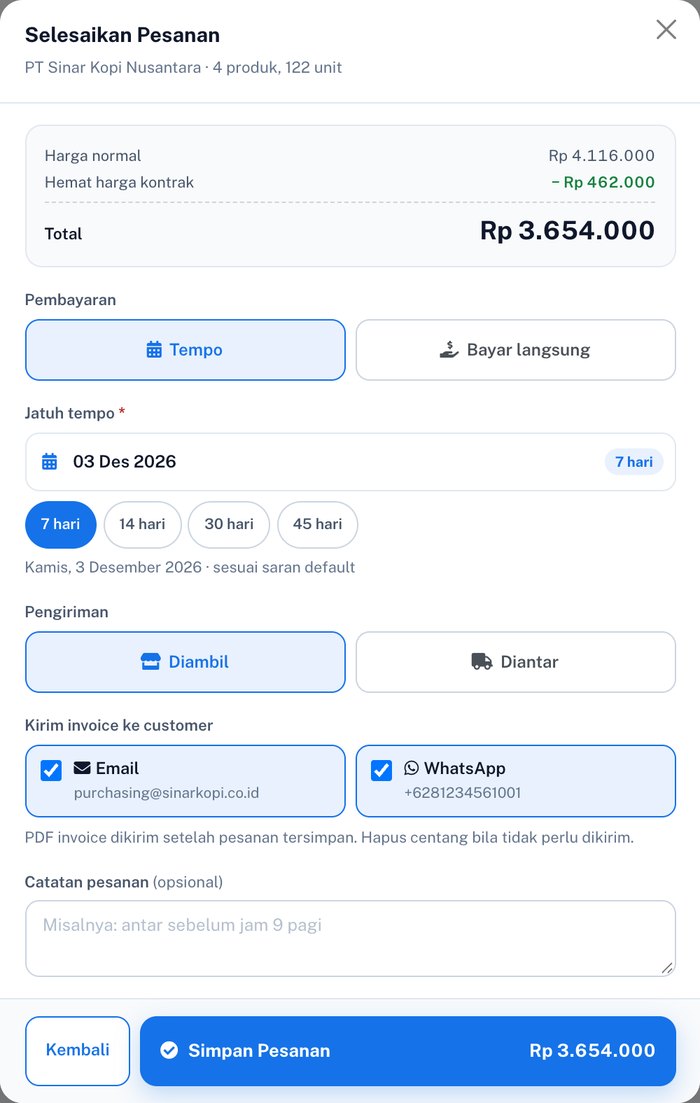 Selesaikan Pesanan
PT Sinar Kopi Nusantara · 4 produk, 122 unit
Harga normal Rp 4.116.000
Hemat harga kontrak − Rp 462.000
Total Rp 3.654.000
Pembayaran
Tempo Bayar langsung
Jatuh tempo *
03 Des 2026 7 hari
7 hari 14 hari 30 hari 45 hari
Kamis, 3 Desember 2026 · sesuai saran default
Pengiriman
Diambil Diantar
Kirim invoice ke customer
Email WhatsApp
purchasing@sinarkopi.co.id +6281234561001
PDF invoice dikirim setelah pesanan tersimpan. Hapus centang bila tidak perlu dikirim.
Catatan pesanan (opsional)
Misalnya: antar sebelum jam 9 pagi
Kembali Simpan Pesanan Rp 3.654.000